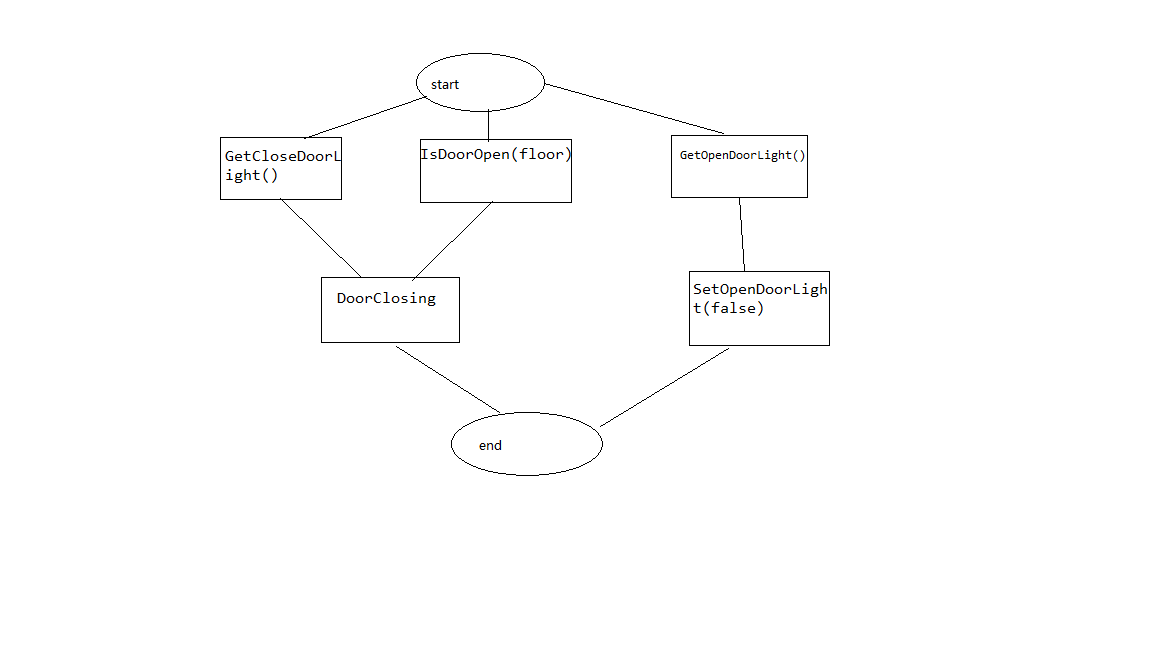 start
GetCloseDoorL
ight()
IsDoorOpen(floor)
GetOpenDoorLight()
DoorClosing
SetOpenDoorLigh
t(false)
end